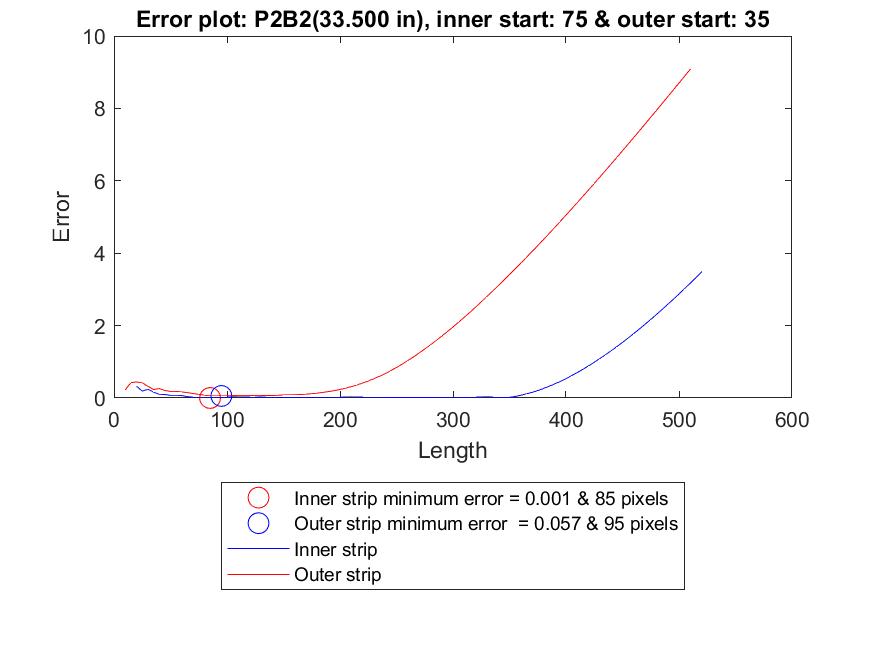 Error plot: P2B2(33.500 in), inner start: 75 & outer start: 35
10
8
6
4
2
0
Error
0 100 200 300 400 500 600
Length
Inner strip minimum error = 0.001 & 85 pixels
Outer strip minimum error  = 0.057 & 95 pixels
Inner strip
Outer strip